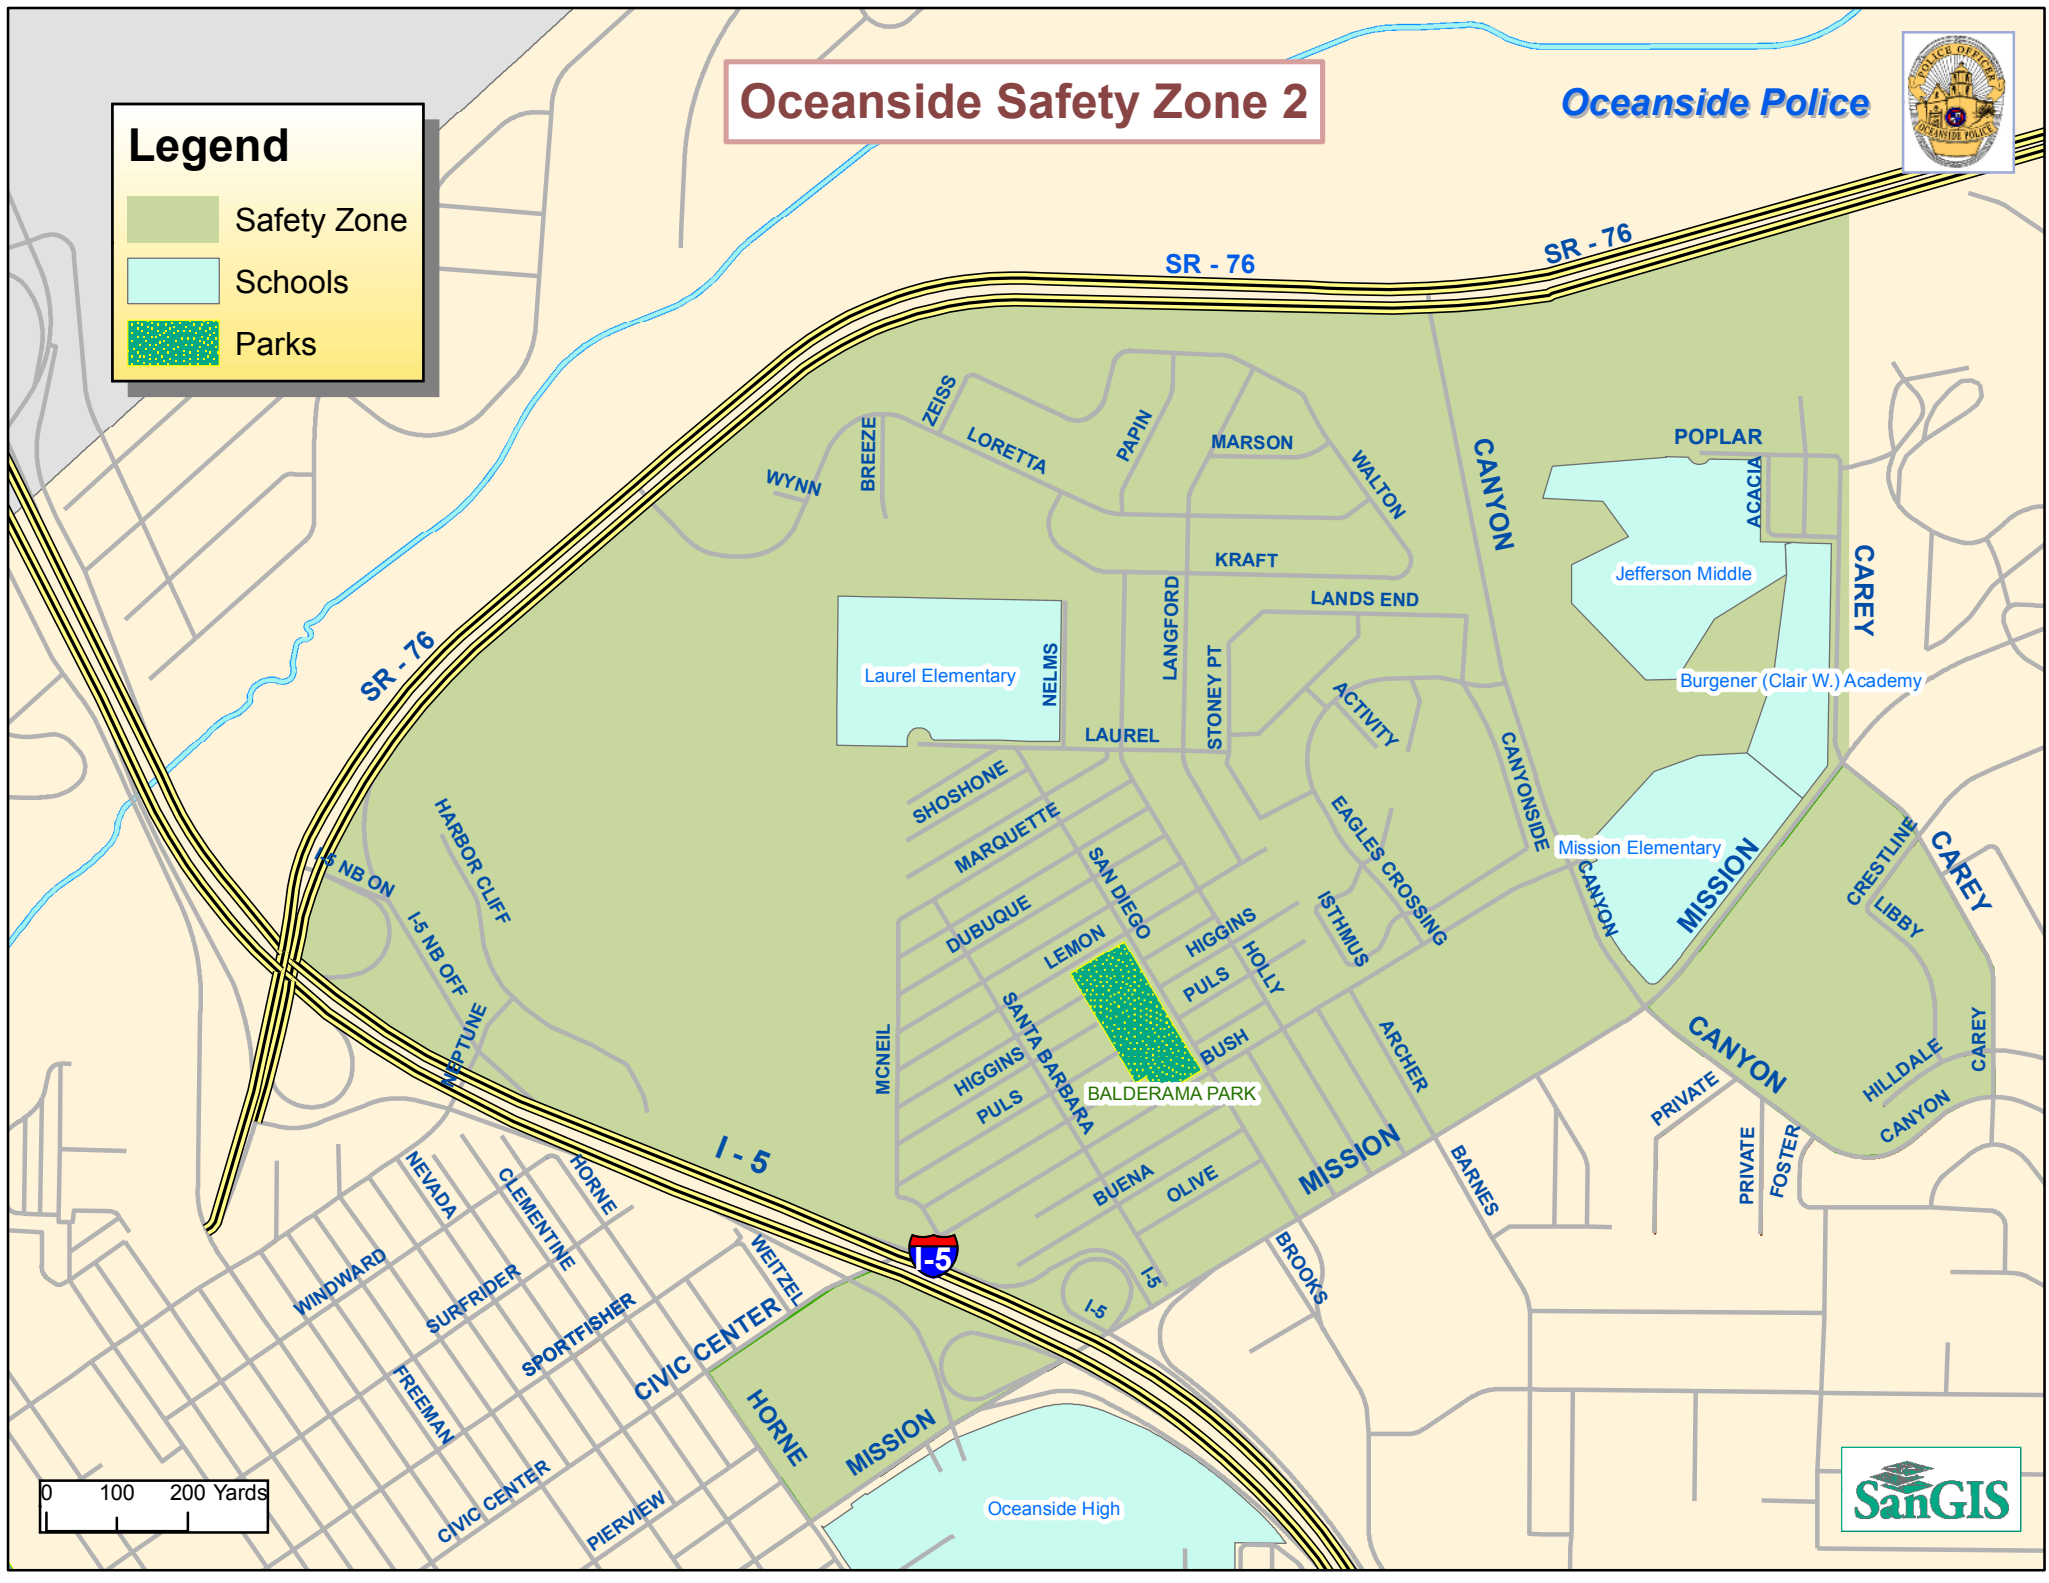 Oceanside Safety Zone 2
Oceanside Police
POLICE OFFICER
OCEANSIDE POLICE
Legend
Safety Zone
Schools
Parks
SR - 76
SR - 76
SR - 76
ZEISS
BREEZE
LORETTA
WYNN
PAPIN
MARSON
WALTON
CANYON
POPLAR
ACACIA
KRAFT
LANDS END
LANGFORD
Jefferson Middle
CAREY
Laurel Elementary
NELMS
STONEY PT
Burgener (Clair W.) Academy
ACTIVITY
LAUREL
CANYONSIDE
SHOSHONE
MARQUETTE
HARBOR CLIFF
EAGLES CROSSING
SAN DIEGO
Mission Elementary
CANYON
MISSION
CRESTLINE
CAREY
LIBBY
I-5 NB ON
I-5 NB OFF
DUBUQUE
LEMON
HIGGINS
ISTHMUS
HOLLY
PULS
SANTA BARBARA
NEPTUNE
MCNEIL
HIGGINS
PULS
BUSH
ARCHER
BALDERAMA PARK
CANYON
CAREY
HILLDALE
CANYON
PRIVATE
PRIVATE
FOSTER
I - 5
MISSION
BARNES
BUENA
OLIVE
NEVADA
CLEMENTINE
HORNE
WEITZEL
I-5
I-5
I-5
BROOKS
WINDWARD
SURFRIDER
SPORTFISHER
CIVIC CENTER
FREEMAN
HORNE
MISSION
CIVIC CENTER
PIERVIEW
Oceanside High
0 100 200 Yards
SanGIS